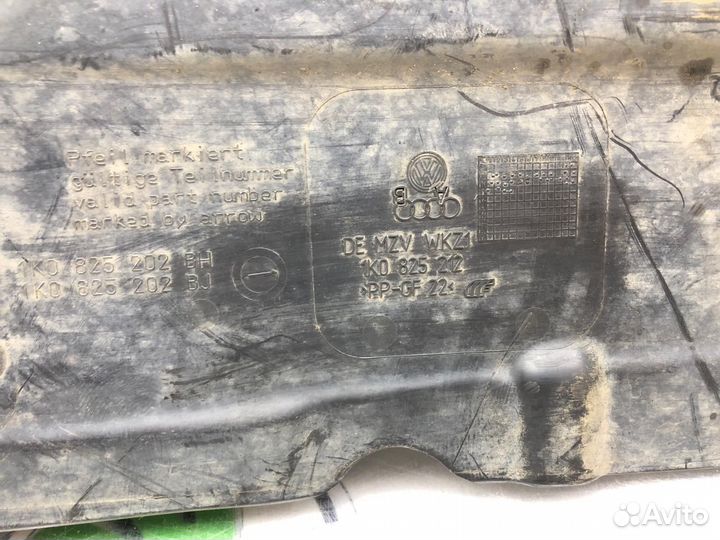 Pfeil markiert
gültige Teilnummer
valid part number
marked by arrow
1K0 825 202 BH
1K0 825 202 BJ
DE MZV WKZ1
1K0 825 212
>PP-GF 22<
Avito